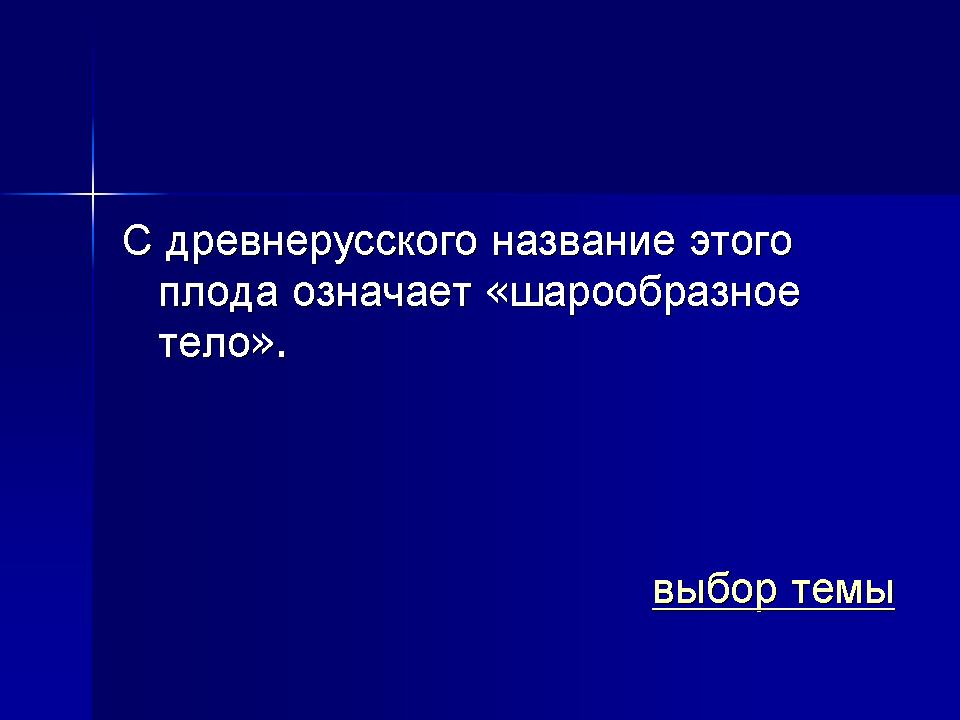 С древнерусского название этого
плода означает «шарообразное
тело».
выбор темы